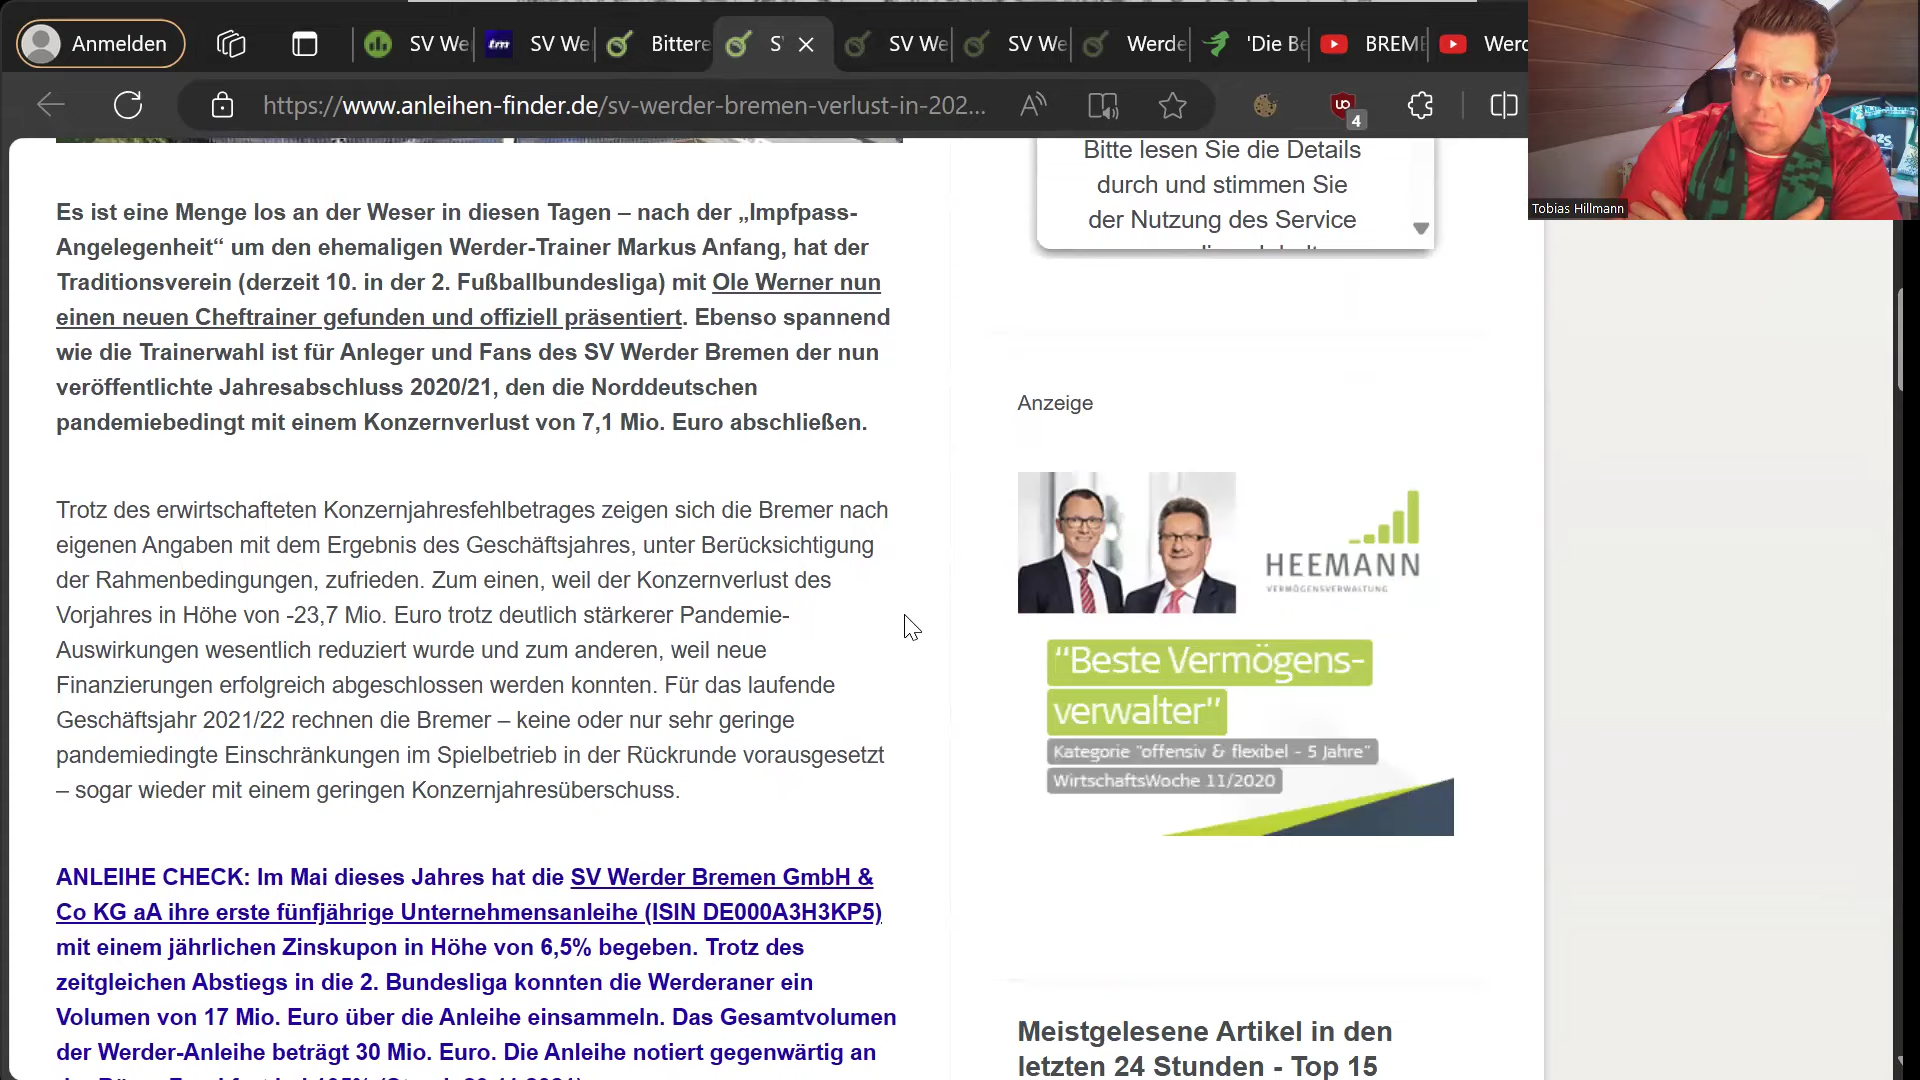 Anmelden
SV We
tm
SV We
Bittere
S'
SV We
SV We
Werde
'Die Be
BREMI
Werd
https://www.anleihen-finder.de/sv-werder-bremen-verlust-in-202...
4
Tobias Hillmann
Es ist eine Menge los an der Weser in diesen Tagen – nach der „Impfpass-
Angelegenheit“ um den ehemaligen Werder-Trainer Markus Anfang, hat der
Traditionsverein (derzeit 10. in der 2. Fußballbundesliga) mit Ole Werner nun
einen neuen Cheftrainer gefunden und offiziell präsentiert. Ebenso spannend
wie die Trainerwahl ist für Anleger und Fans des SV Werder Bremen der nun
veröffentlichte Jahresabschluss 2020/21, den die Norddeutschen
pandemiebedingt mit einem Konzernverlust von 7,1 Mio. Euro abschließen.
Trotz des erwirtschafteten Konzernjahresfehlbetrages zeigen sich die Bremer nach
eigenen Angaben mit dem Ergebnis des Geschäftsjahres, unter Berücksichtigung
der Rahmenbedingungen, zufrieden. Zum einen, weil der Konzernverlust des
Vorjahres in Höhe von -23,7 Mio. Euro trotz deutlich stärkerer Pandemie-
Auswirkungen wesentlich reduziert wurde und zum anderen, weil neue
Finanzierungen erfolgreich abgeschlossen werden konnten. Für das laufende
Geschäftsjahr 2021/22 rechnen die Bremer – keine oder nur sehr geringe
pandemiedingte Einschränkungen im Spielbetrieb in der Rückrunde vorausgesetzt
– sogar wieder mit einem geringen Konzernjahresüberschuss.
ANLEIHE CHECK: Im Mai dieses Jahres hat die SV Werder Bremen GmbH &
Co KG aA ihre erste fünfjährige Unternehmensanleihe (ISIN DE000A3H3KP5)
mit einem jährlichen Zinskupon in Höhe von 6,5% begeben. Trotz des
zeitgleichen Abstiegs in die 2. Bundesliga konnten die Werderaner ein
Volumen von 17 Mio. Euro über die Anleihe einsammeln. Das Gesamtvolumen
der Werder-Anleihe beträgt 30 Mio. Euro. Die Anleihe notiert gegenwärtig an
Bitte lesen Sie die Details
durch und stimmen Sie
der Nutzung des Service
Anzeige
HEEMANN
VERMÖGENSVERWALTUNG
“Beste Vermögens-
verwalter”
Kategorie "offensiv & flexibel - 5 Jahre"
WirtschaftsWoche 11/2020
Meistgelesene Artikel in den
letzten 24 Stunden - Top 15